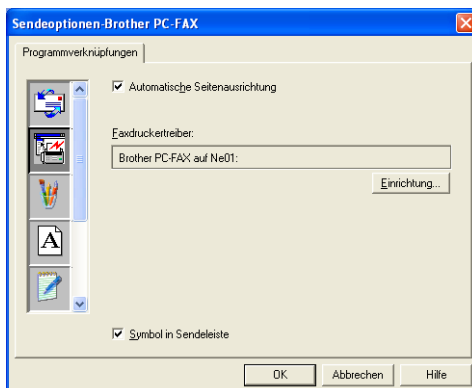 Sendeoptionen-Brother PC-FAX
Programmverknüpfungen
Automatische Seitenausrichtung
Faxdruckertreiber:
Brother PC-FAX auf Ne01:
Einrichtung...
A
Symbol in Sendeleiste
OK Abbrechen Hilfe